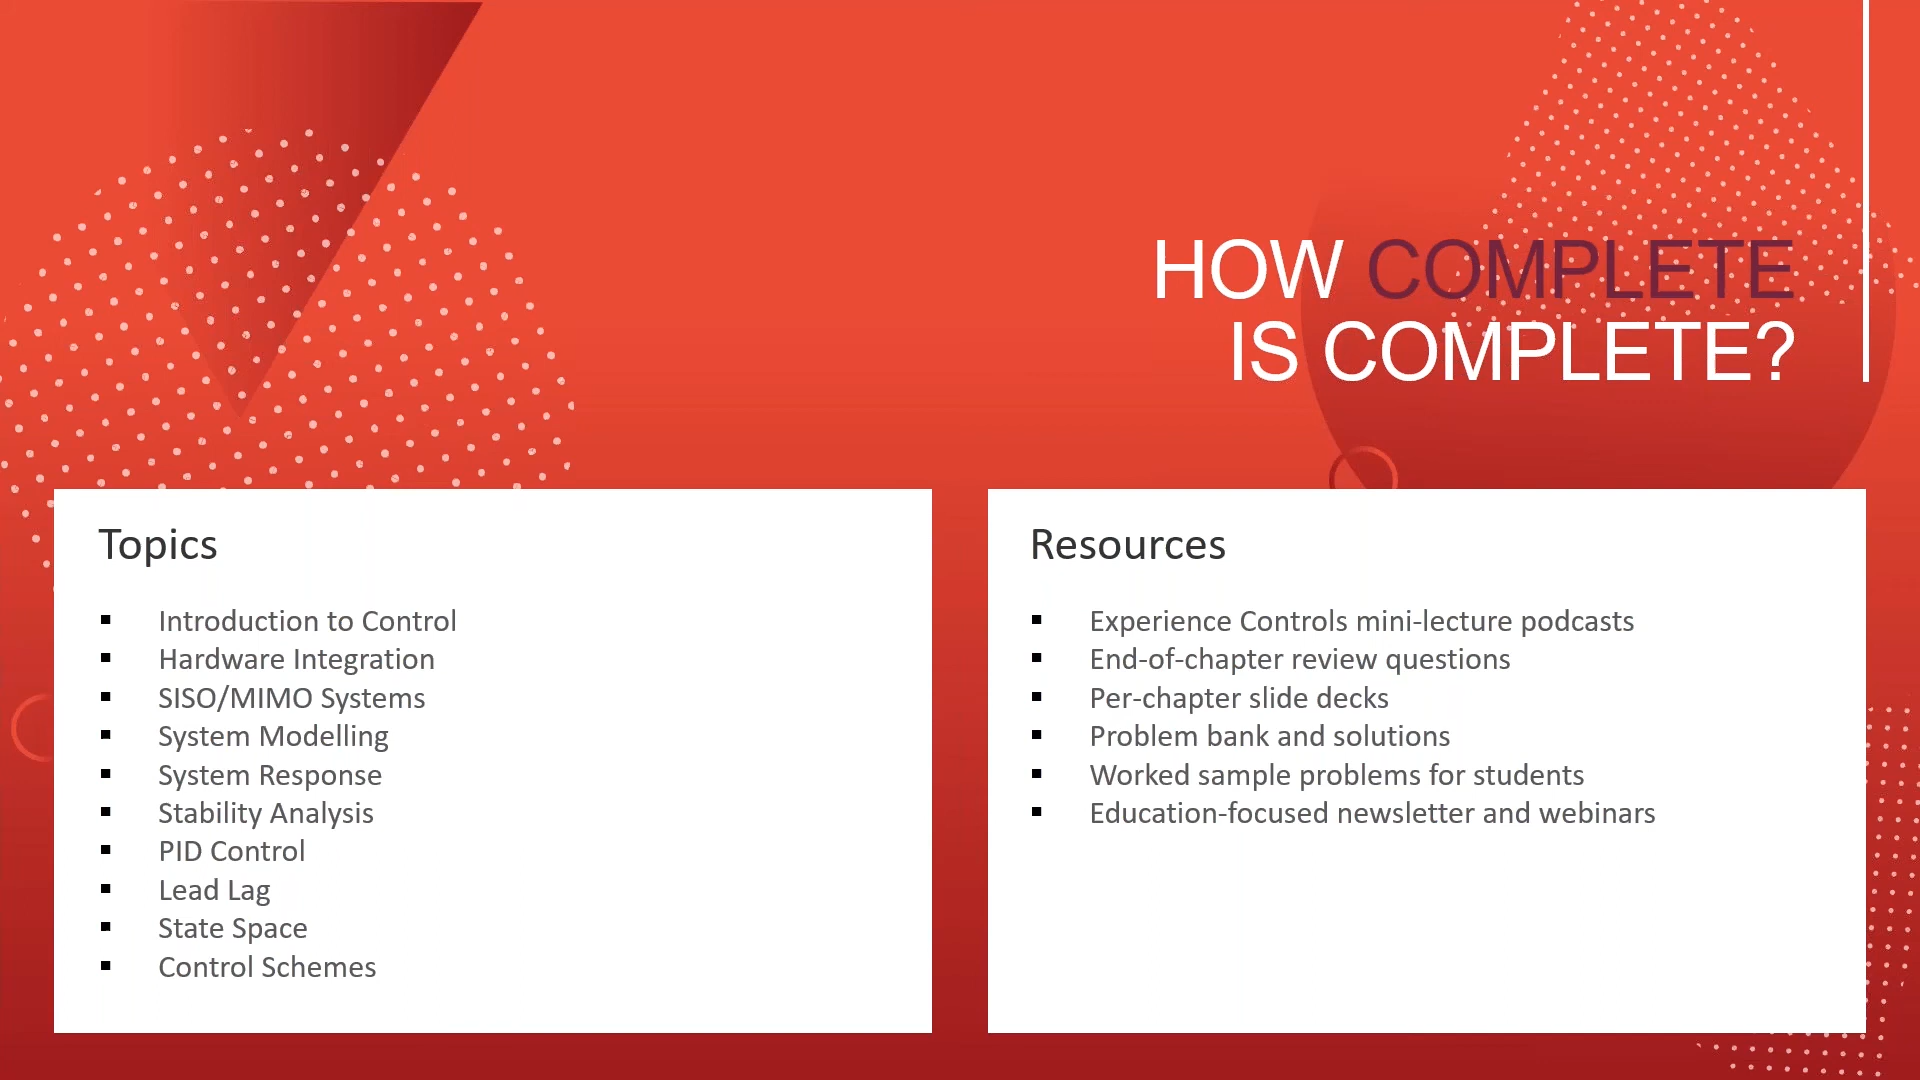 HOW COMPLETE
IS COMPLETE?
Topics
Introduction to Control
Hardware Integration
SISO/MIMO Systems
System Modelling
System Response
Stability Analysis
PID Control
Lead Lag
State Space
Control Schemes
Resources
Experience Controls mini-lecture podcasts
End-of-chapter review questions
Per-chapter slide decks
Problem bank and solutions
Worked sample problems for students
Education-focused newsletter and webinars